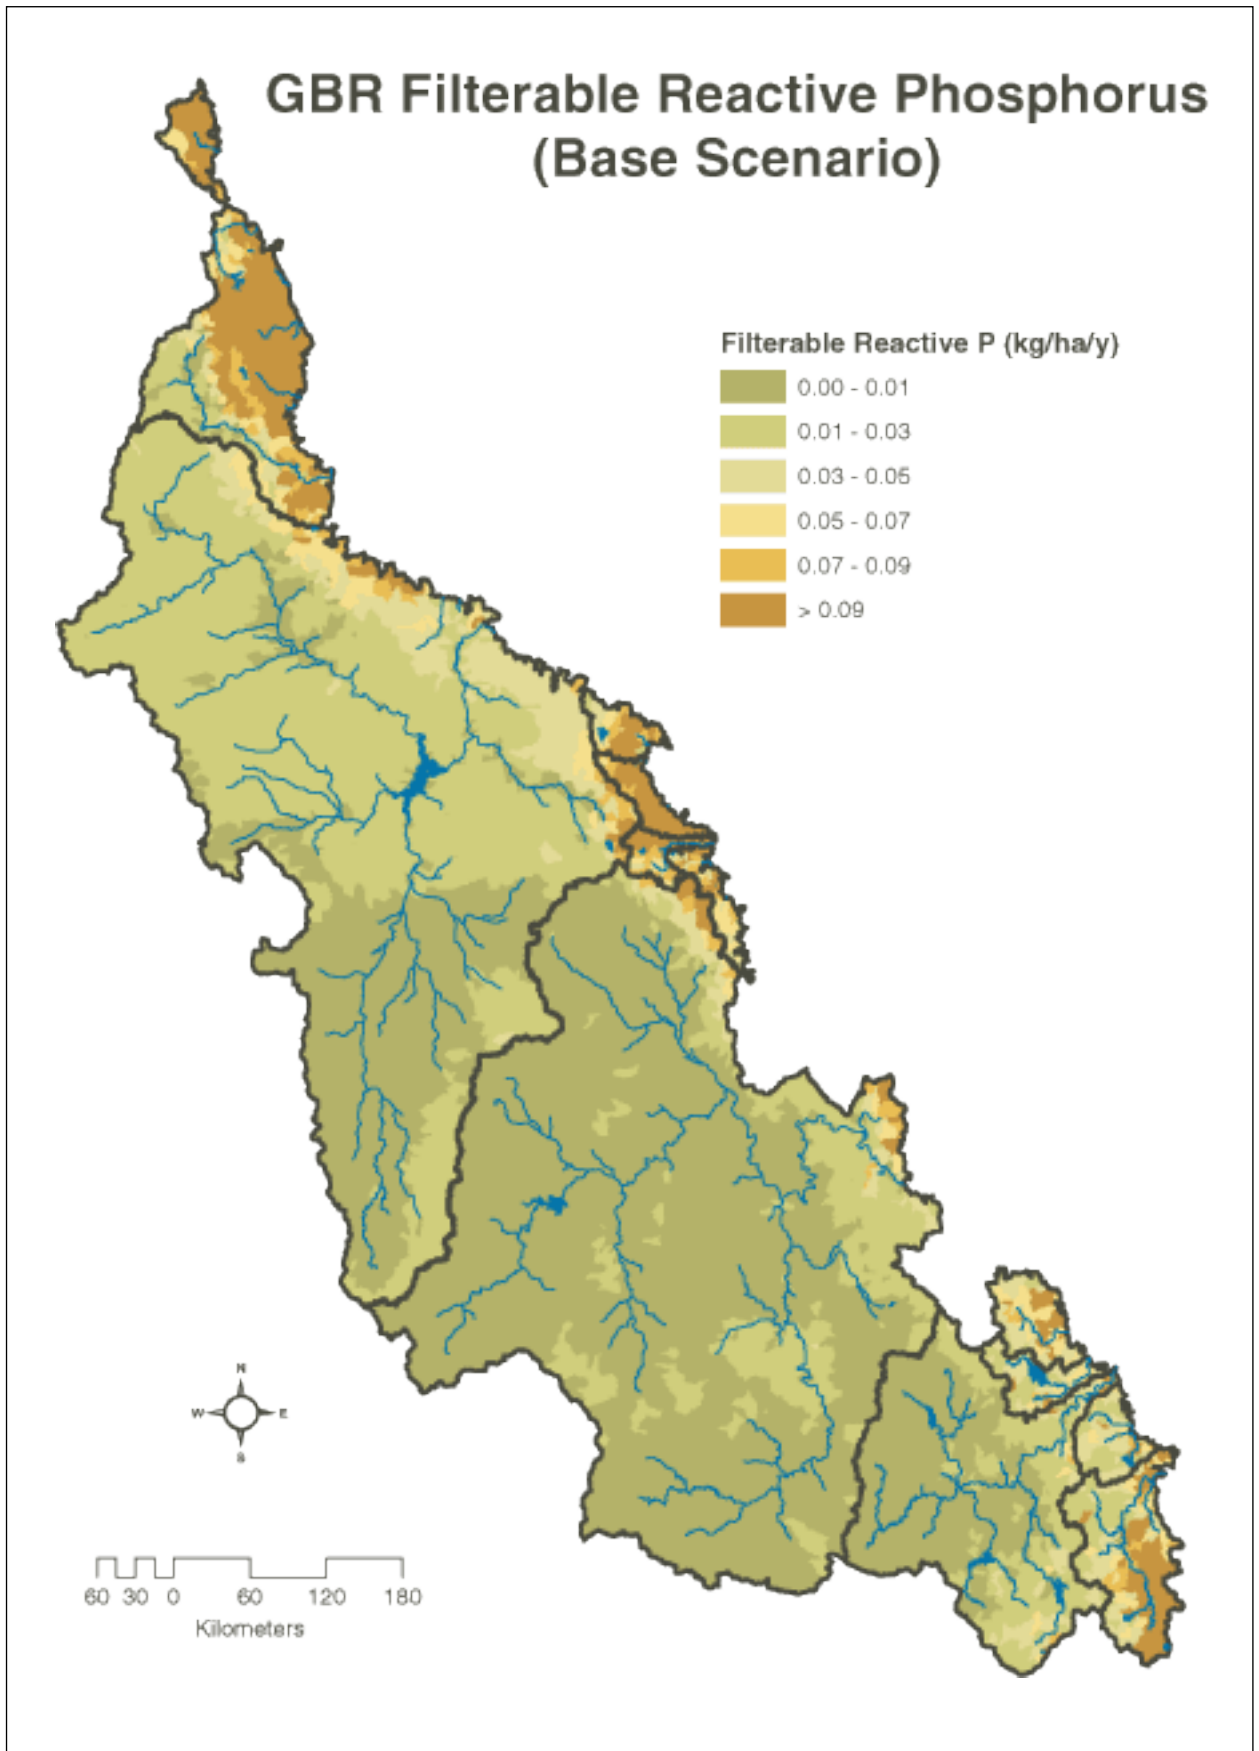 GBR Filterable Reactive Phosphorus
(Base Scenario)
Filterable Reactive P (kg/ha/y)
0.00 - 0.01
0.01 - 0.03
0.03 - 0.05
0.05 - 0.07
0.07 - 0.09
> 0.09
N
W E
S
60 30 0 60 120 180
Kilometers